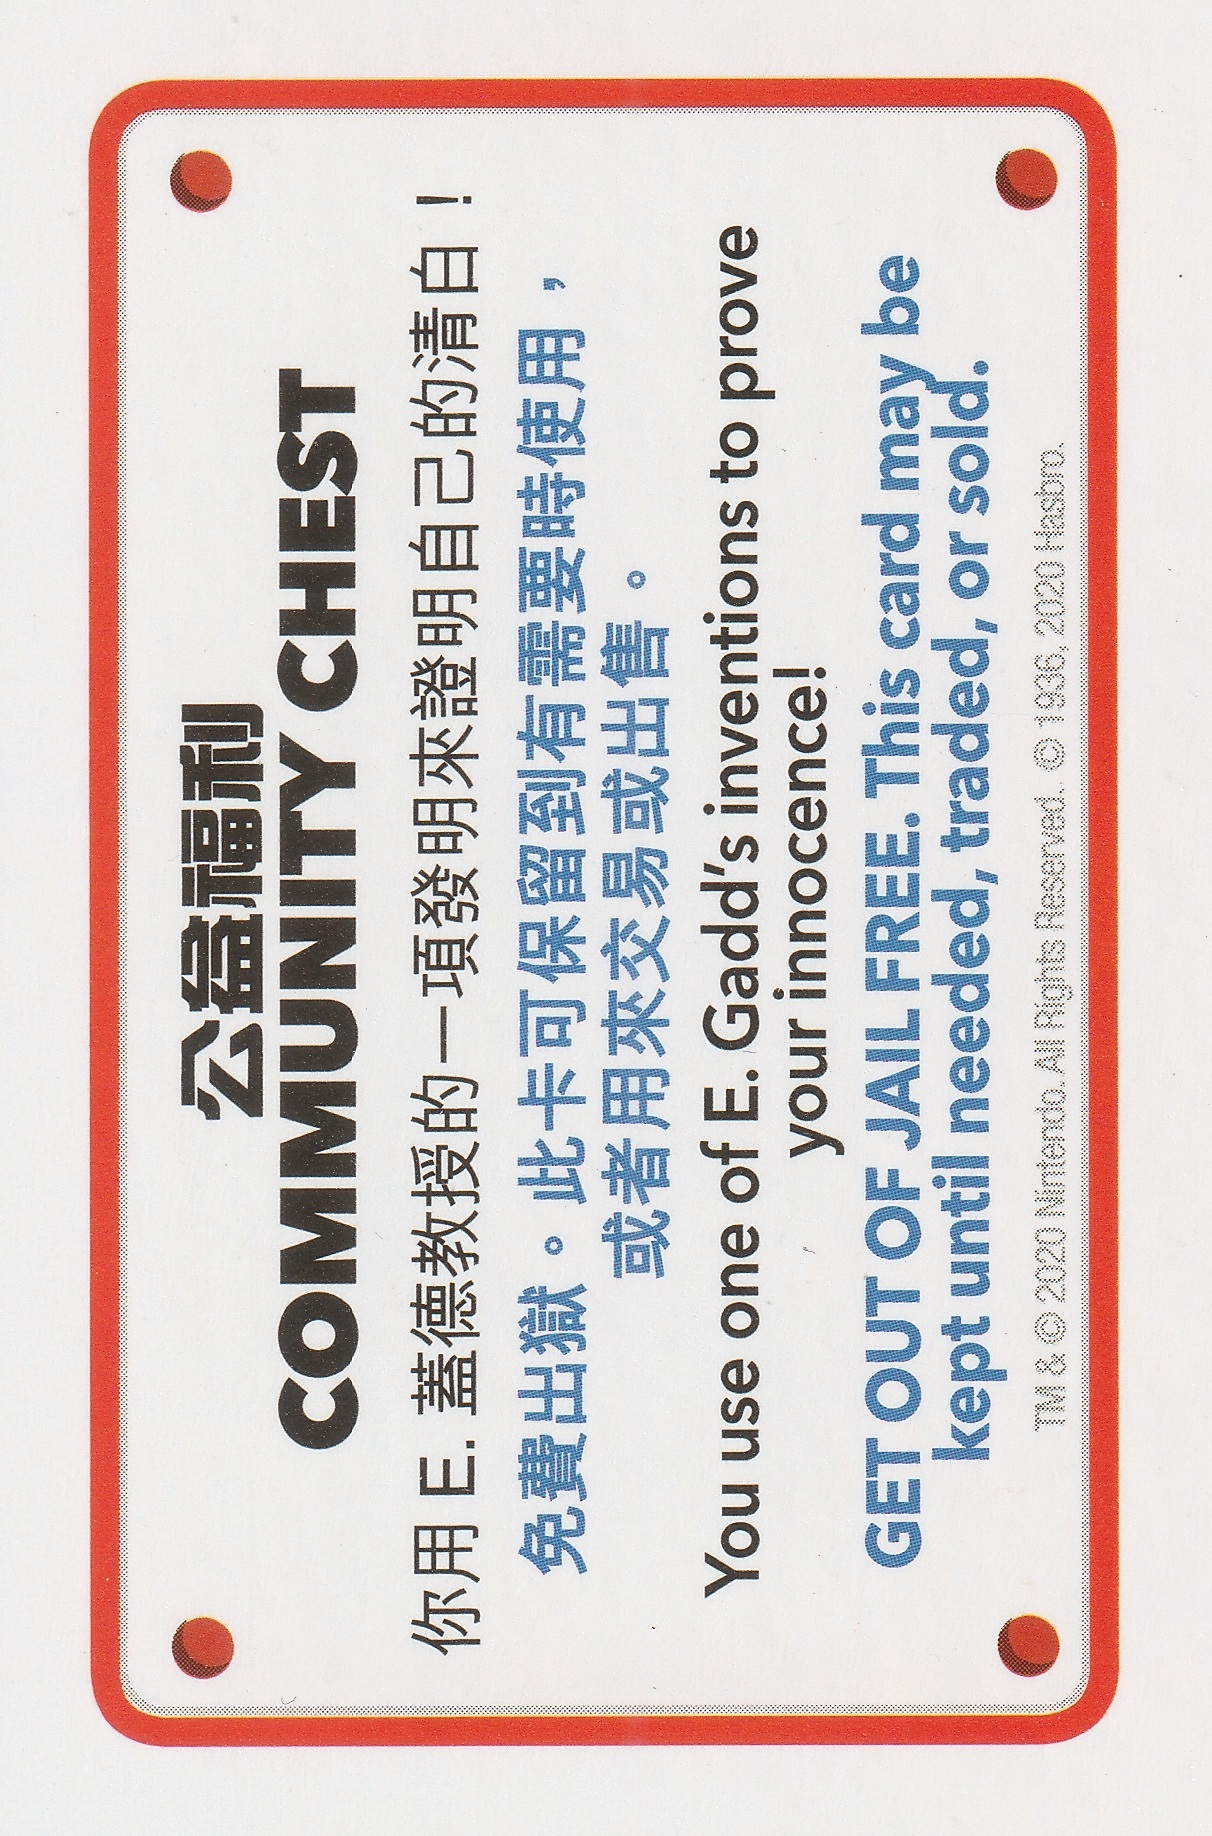 公益福利
COMMUNITY CHEST
你用 E. 蓋德教授的一項發明來證明自己的清白！
免費出獄。此卡可保留到有需要時使用，
或者用來交易或出售。
You use one of E. Gadd's inventions to prove
your innocence!
GET OUT OF JAIL FREE. This card may be
kept until needed, traded, or sold.
TM & © 2020 Nintendo. All Rights Reserved. © 1936, 2020 Hasbro.